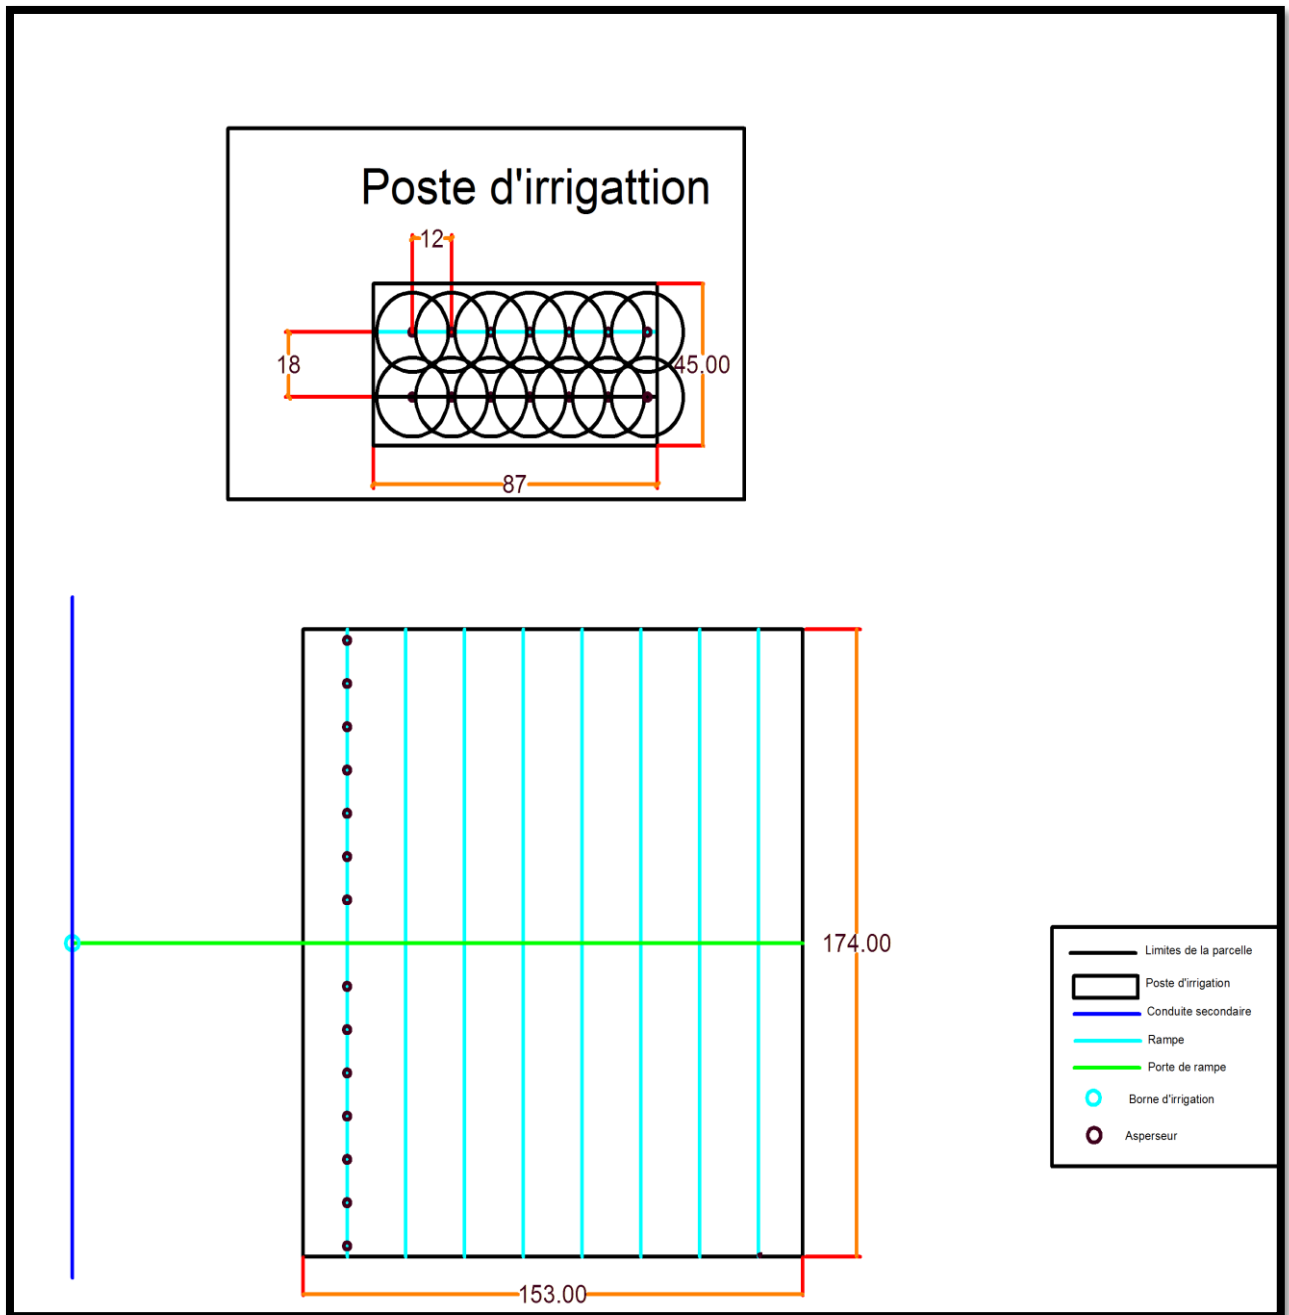 Poste d'irrigattion
12
18
45.00
87
174.00
153.00
Limites de la parcelle
Poste d'irrigation
Conduite secondaire
Rampe
Porte de rampe
Borne d'irrigation
Asperseur